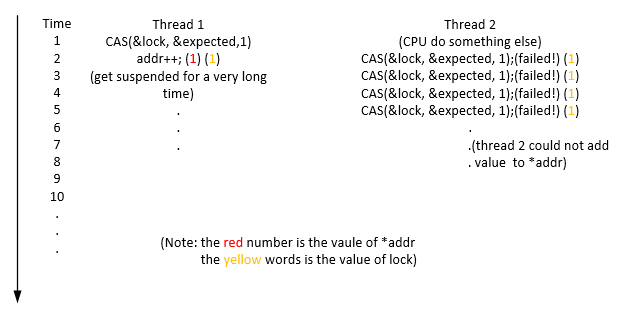 Time Thread 1 Thread 2
1 CAS(&lock, &expected,1) (CPU do something else)
2 addr++; (1) (1) CAS(&lock, &expected, 1);(failed!) (1)
3 (get suspended for a very long CAS(&lock, &expected, 1);(failed!) (1)
4 time) CAS(&lock, &expected, 1);(failed!) (1)
5 . CAS(&lock, &expected, 1);(failed!) (1)
6 . .
7 . .(thread 2 could not add
8 . value to *addr)
9
10
.
.
.
(Note: the red number is the vaule of *addr
the yellow words is the value of lock)